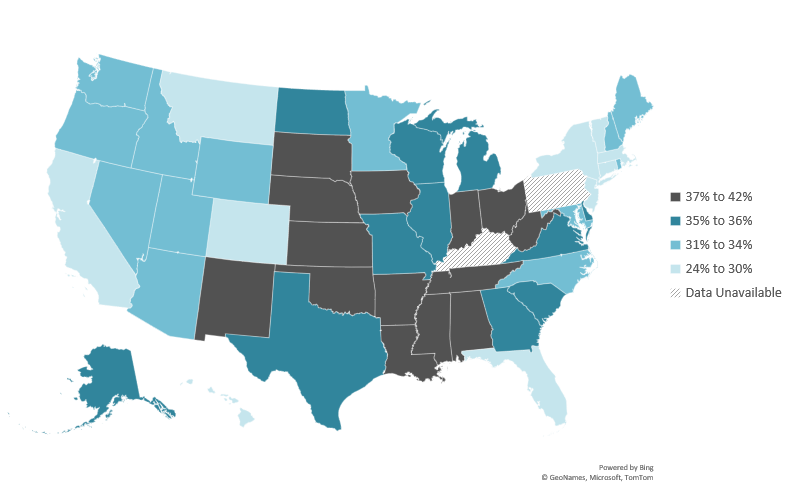 37% to 42%
35% to 36%
31% to 34%
24% to 30%
Data Unavailable
Powered by Bing
© GeoNames, Microsoft, TomTom